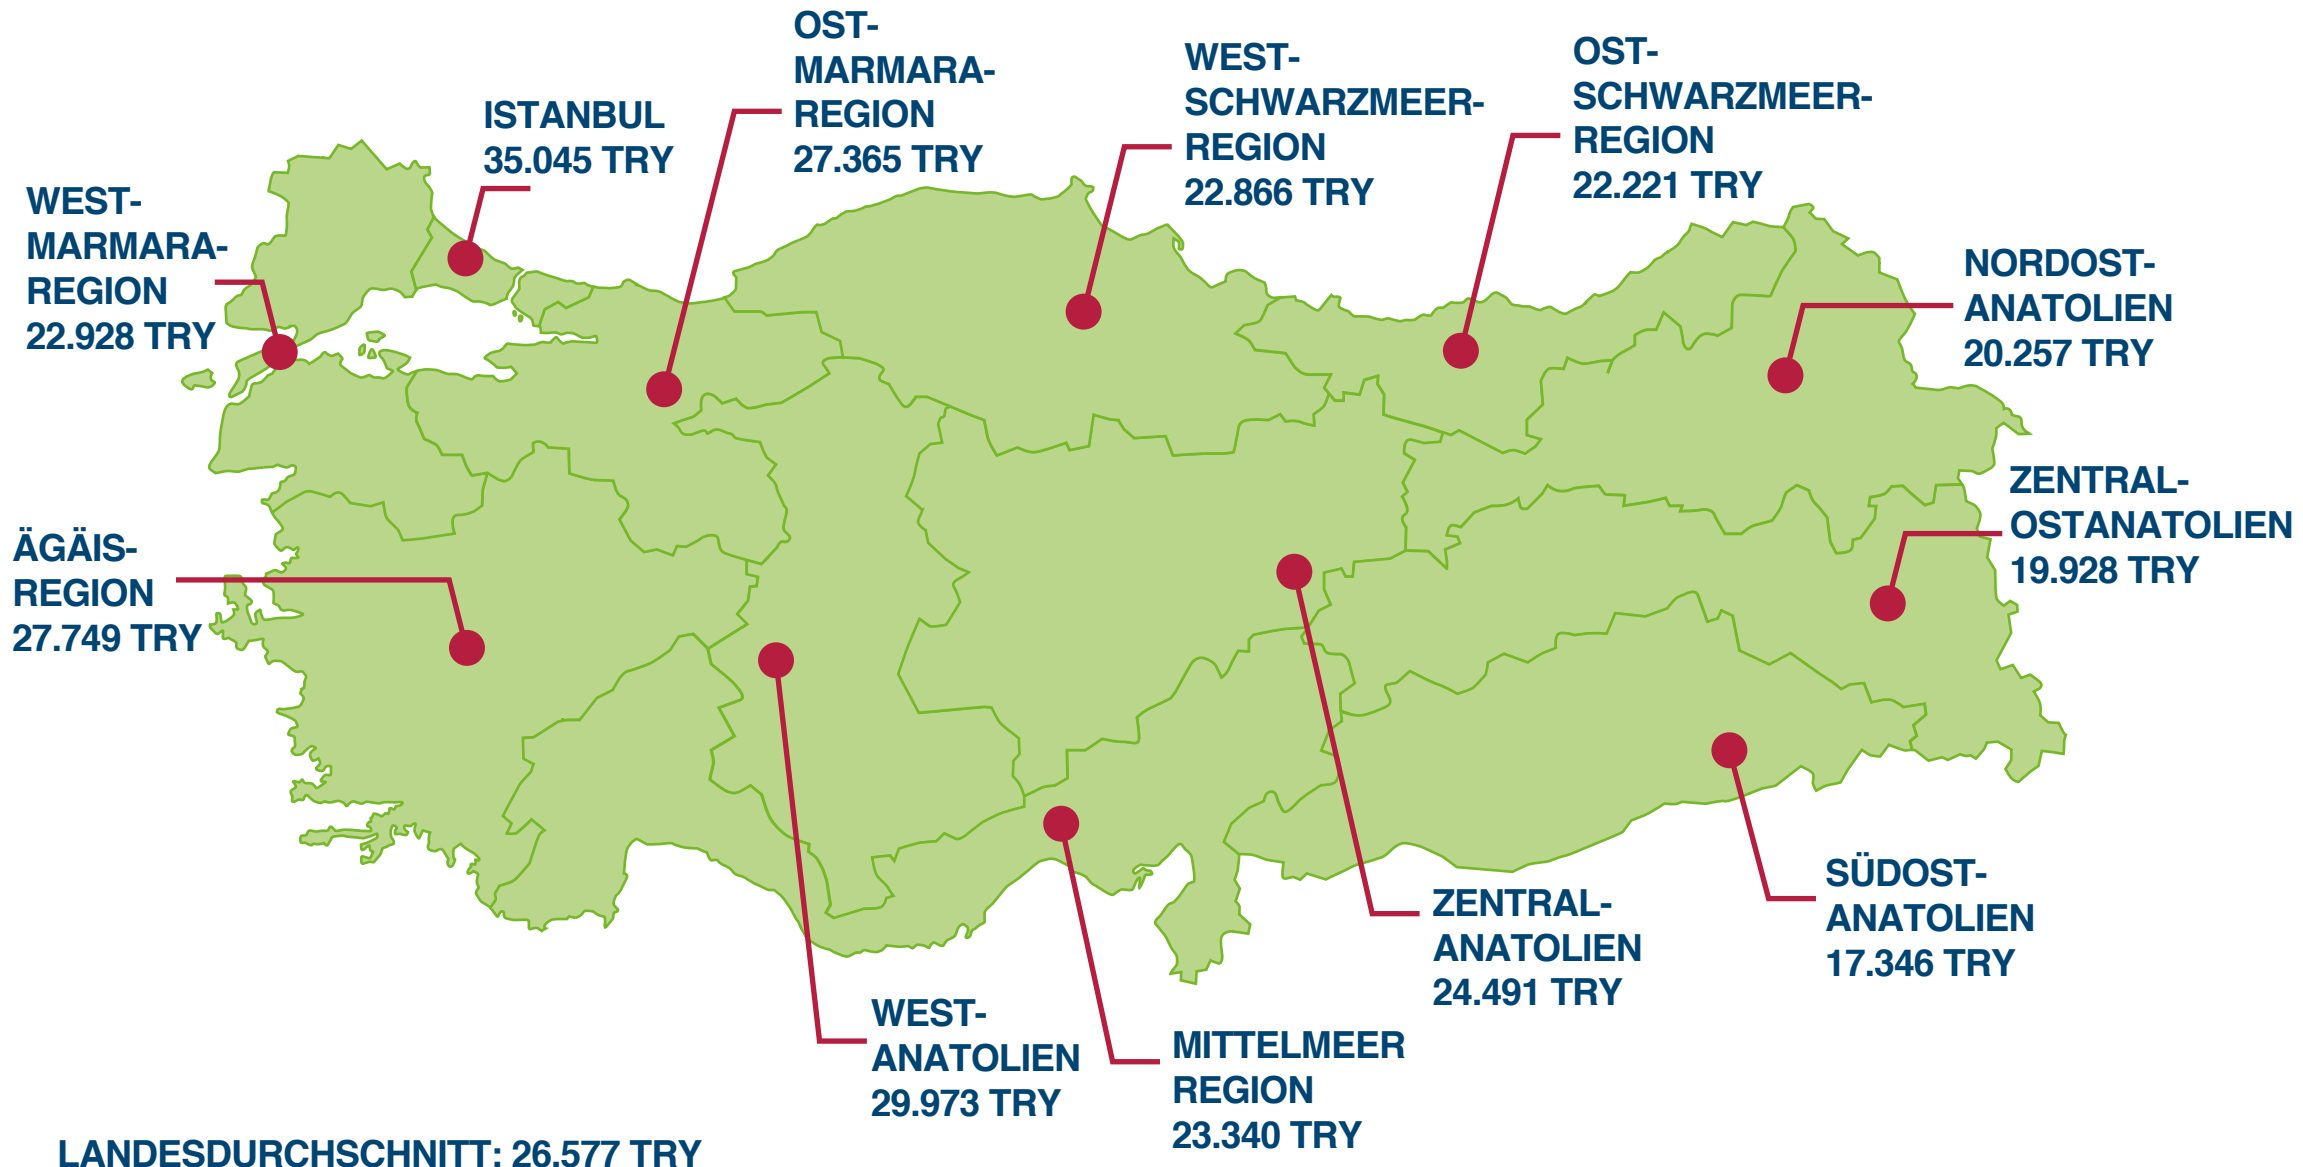 OST-
MARMARA-
REGION
27.365 TRY
WEST-
SCHWARZMEER-
REGION
22.866 TRY
OST-
SCHWARZMEER-
REGION
22.221 TRY
ISTANBUL
35.045 TRY
WEST-
MARMARA-
REGION
22.928 TRY
NORDOST-
ANATOLIEN
20.257 TRY
ZENTRAL-
OSTANATOLIEN
19.928 TRY
ÄGÄIS-
REGION
27.749 TRY
SÜDOST-
ANATOLIEN
17.346 TRY
ZENTRAL-
ANATOLIEN
24.491 TRY
WEST-
ANATOLIEN
29.973 TRY
MITTELMEER
REGION
23.340 TRY
LANDESDURCHSCHNITT: 26.577 TRY